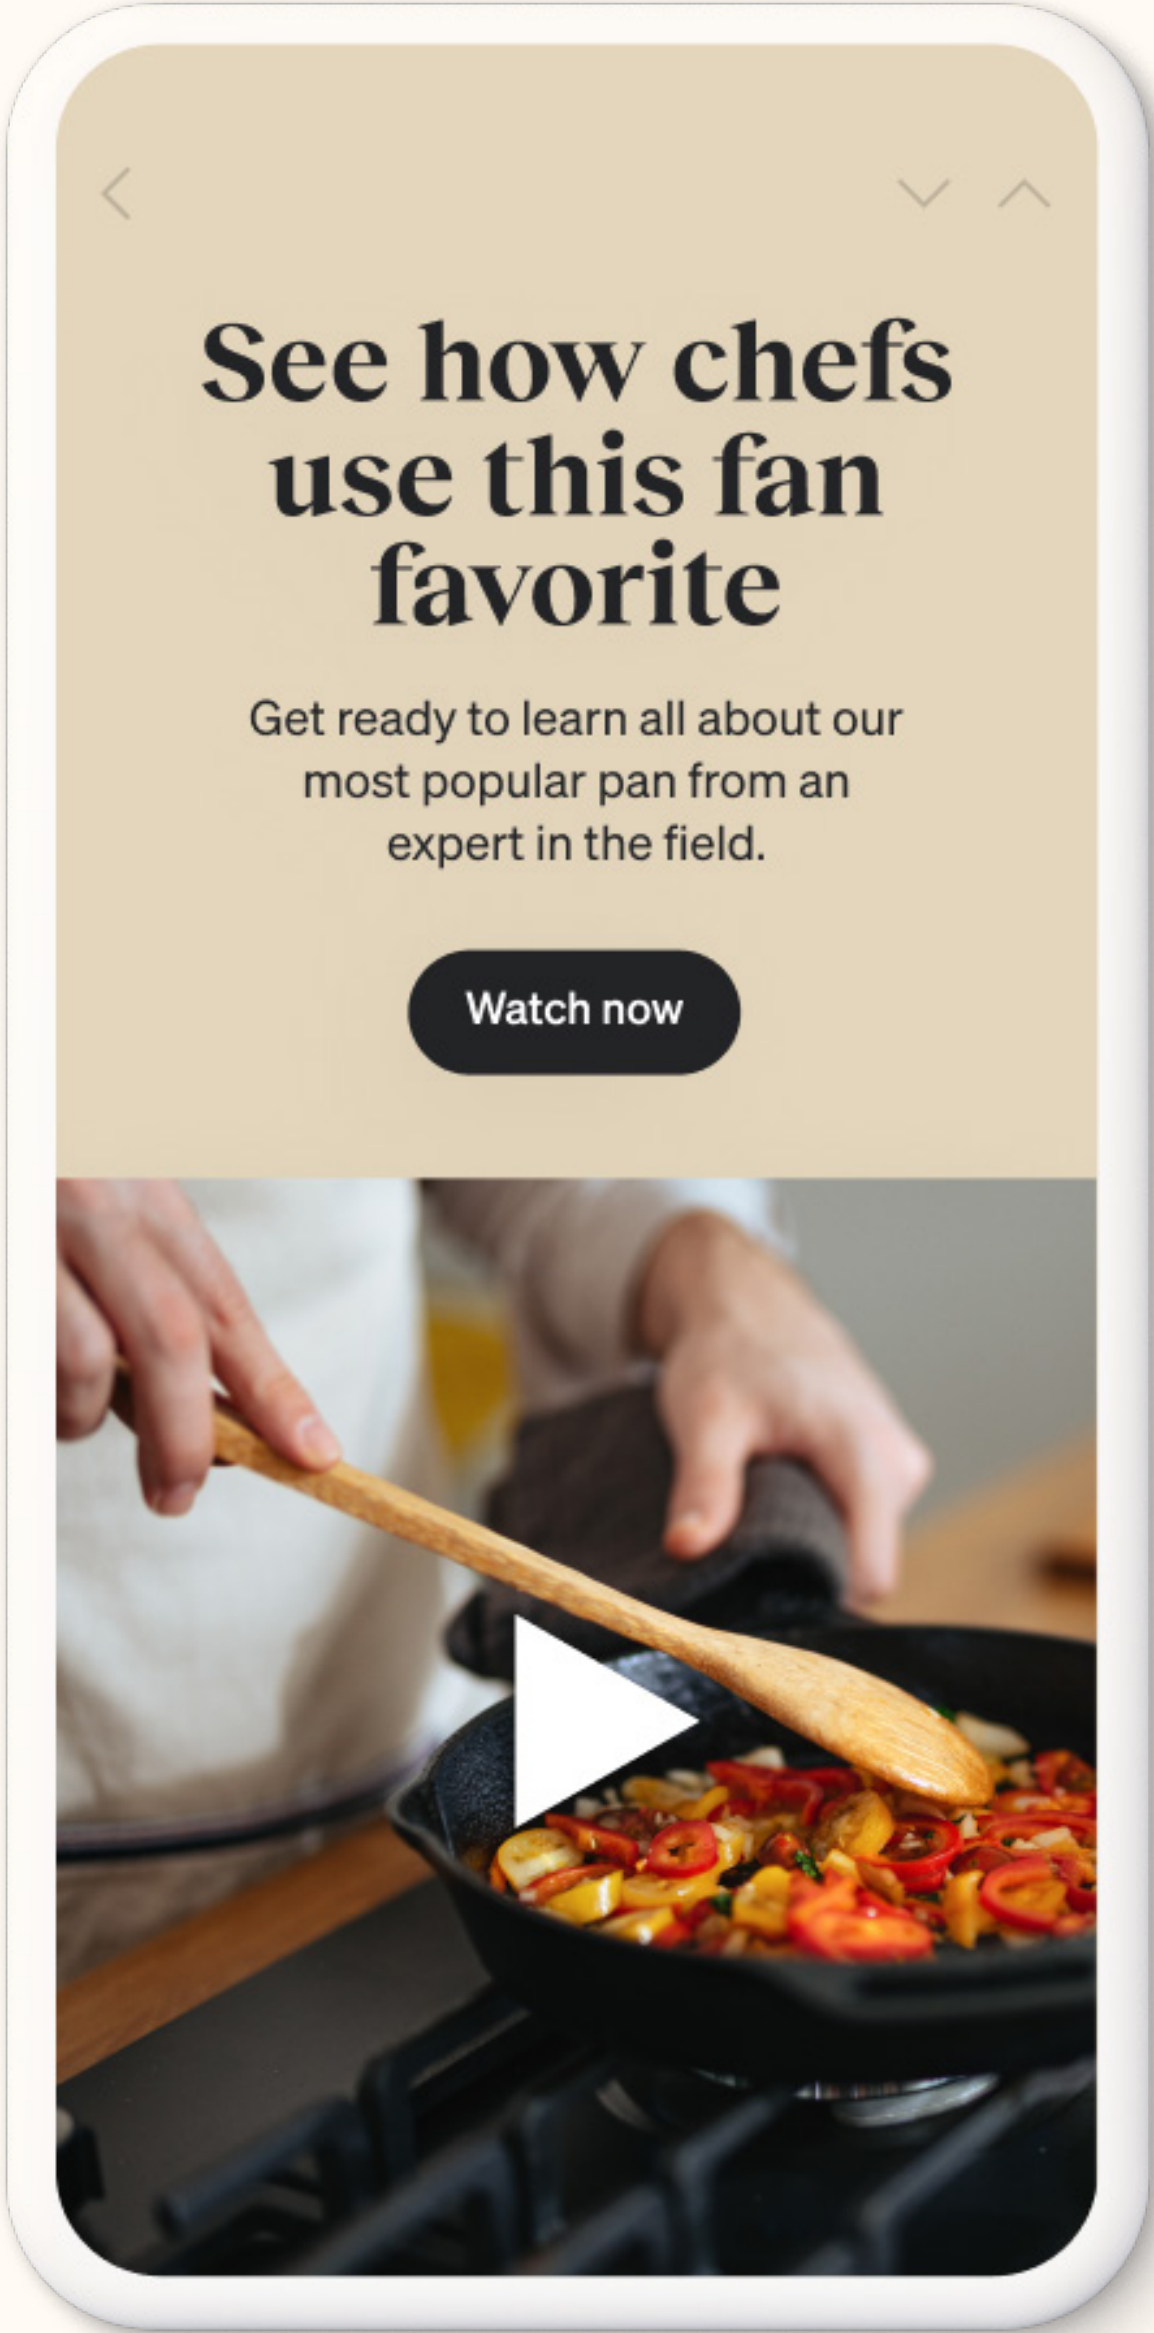 See how chefs
use this fan
favorite
Get ready to learn all about our
most popular pan from an
expert in the field.
Watch now